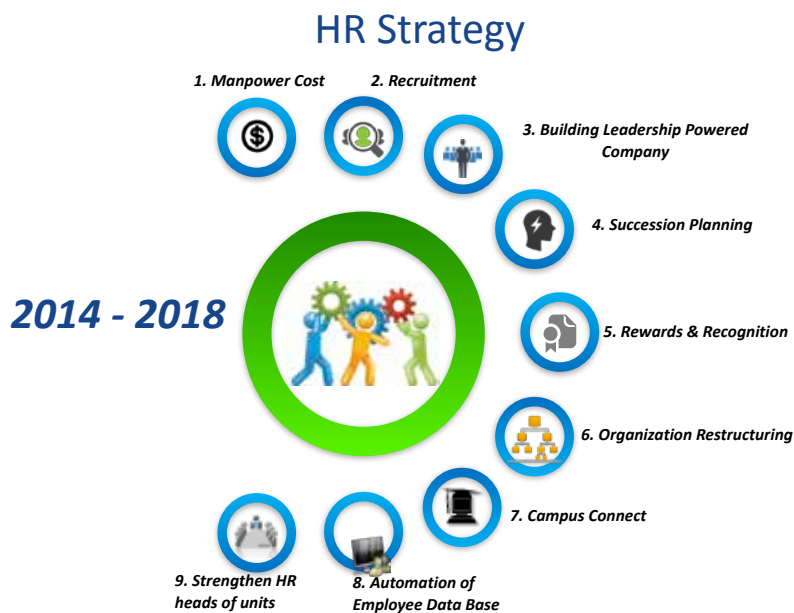 HR Strategy
1. Manpower Cost
2. Recruitment
3. Building Leadership Powered
Company
4. Succession Planning
2014 - 2018
5. Rewards & Recognition
6. Organization Restructuring
7. Campus Connect
8. Automation of
Employee Data Base
9. Strengthen HR
heads of units